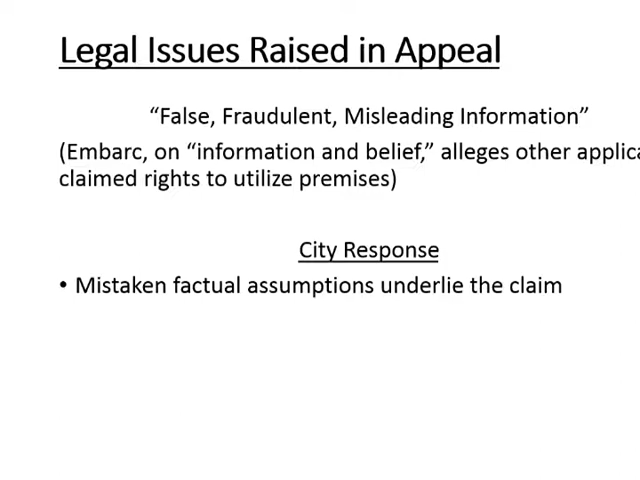 Legal Issues Raised in Appeal
“False, Fraudulent, Misleading Information”
(Embarc, on “information and belief,” alleges other applica
claimed rights to utilize premises)
City Response
• Mistaken factual assumptions underlie the claim